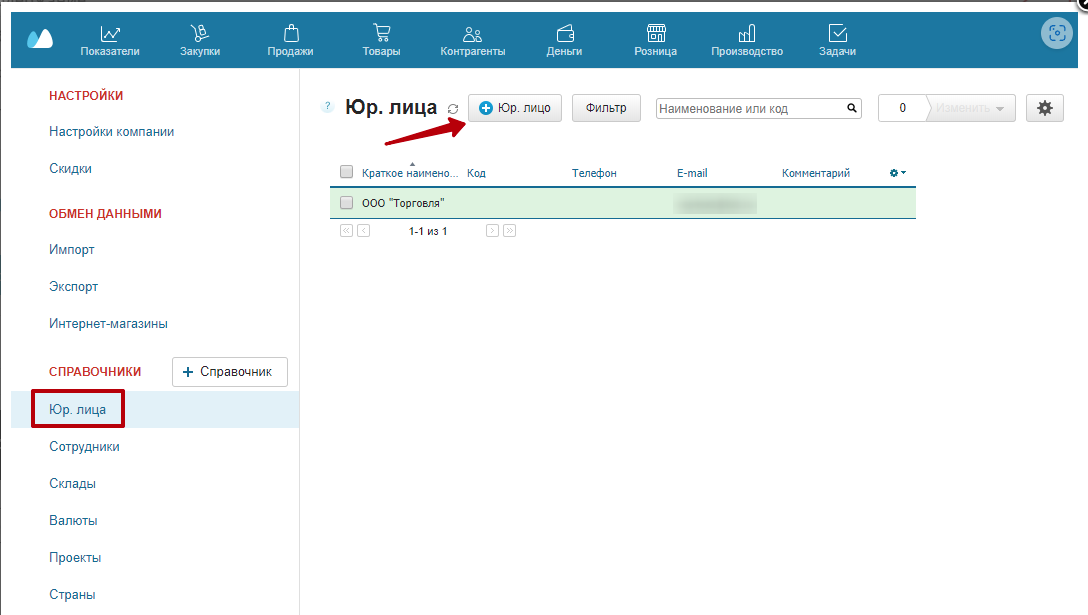 Показатели
Закупки
Продажи
Товары
Контрагенты
Деньги
Розница
Производство
Задачи
НАСТРОЙКИ
Настройки компании
Скидки
ОБМЕН ДАННЫМИ
Импорт
Экспорт
Интернет-магазины
СПРАВОЧНИКИ
+ Справочник
Юр. лица
Сотрудники
Склады
Валюты
Проекты
Страны
? Юр. лица
Юр. лицо
Фильтр
Наименование или код
0
Изменить
Краткое наимено... Код Телефон E-mail Комментарий
ООО "Торговля"
1-1 из 1